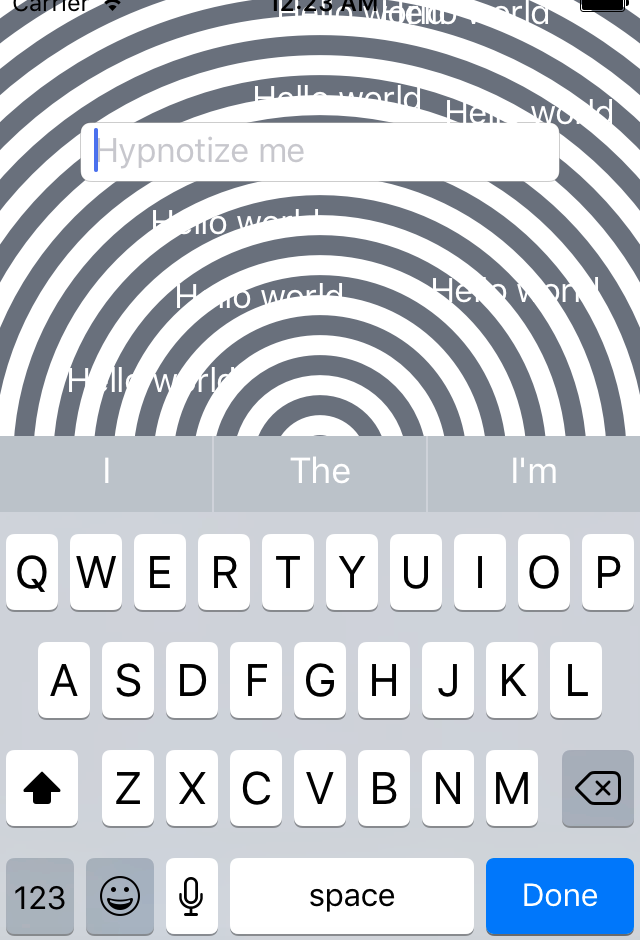 Carrier 12:23 AM
Hello world Hello world
Hello world
Hello world
Hypnotize me
Hello world
Hello world
Hello world
Hello world
I The I'm
Q W E R T Y U I O P
A S D F G H J K L
Z X C V B N M
123 space Done